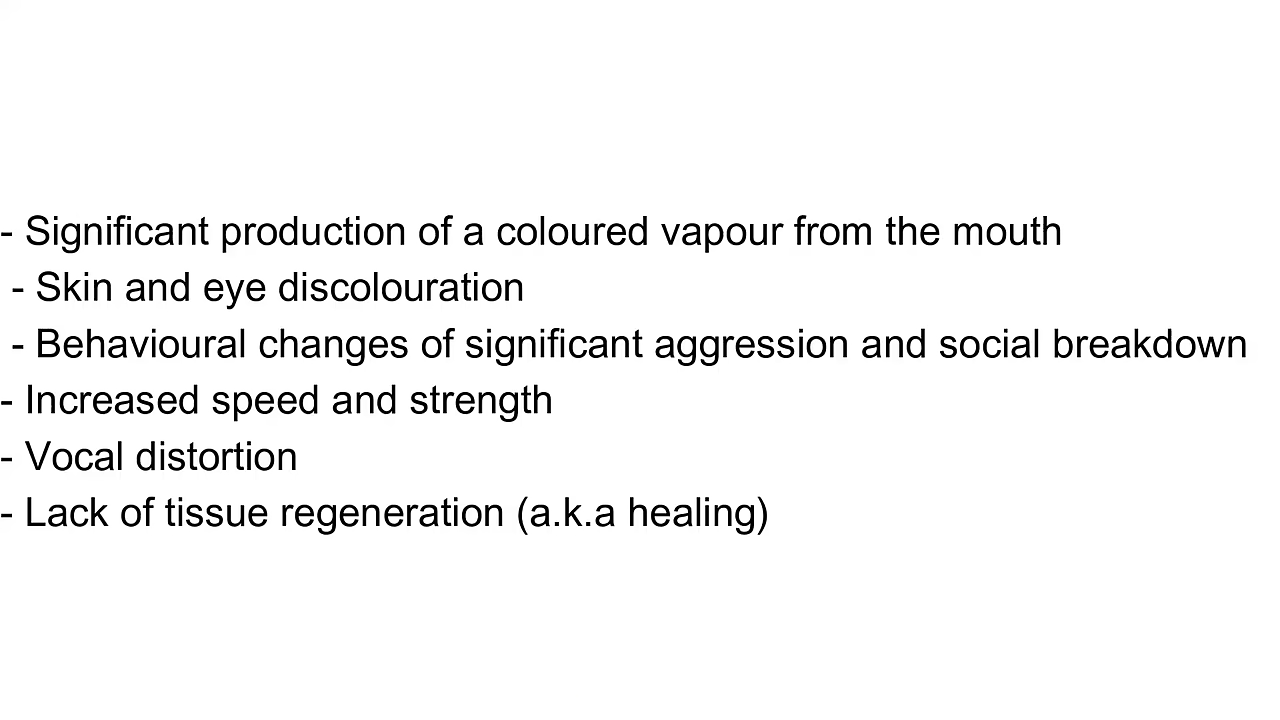 - Significant production of a coloured vapour from the mouth
- Skin and eye discolouration
- Behavioural changes of significant aggression and social breakdown
- Increased speed and strength
- Vocal distortion
- Lack of tissue regeneration (a.k.a healing)